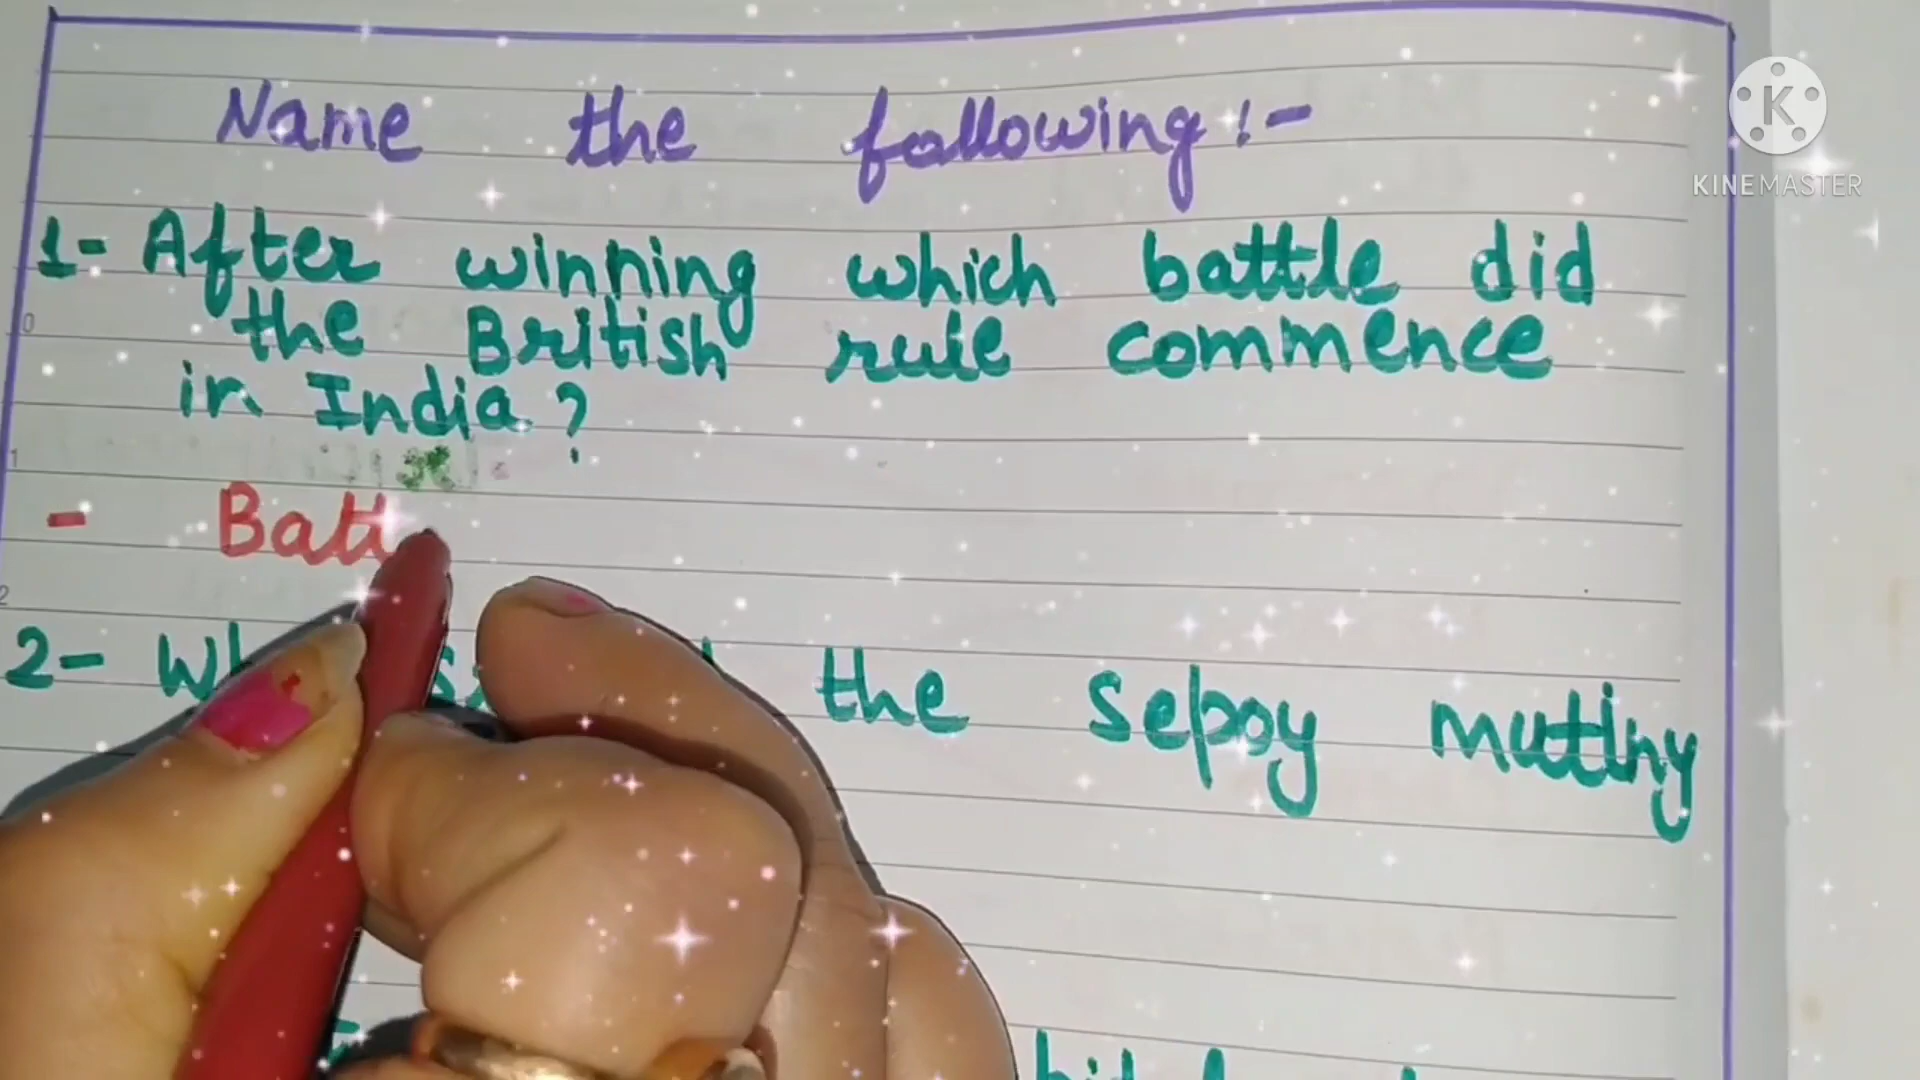 Name the following :-
1- After winning which battle did
the British rule commence
in India?
- Batt
2- the sepoy mutiny
KINEMASTER